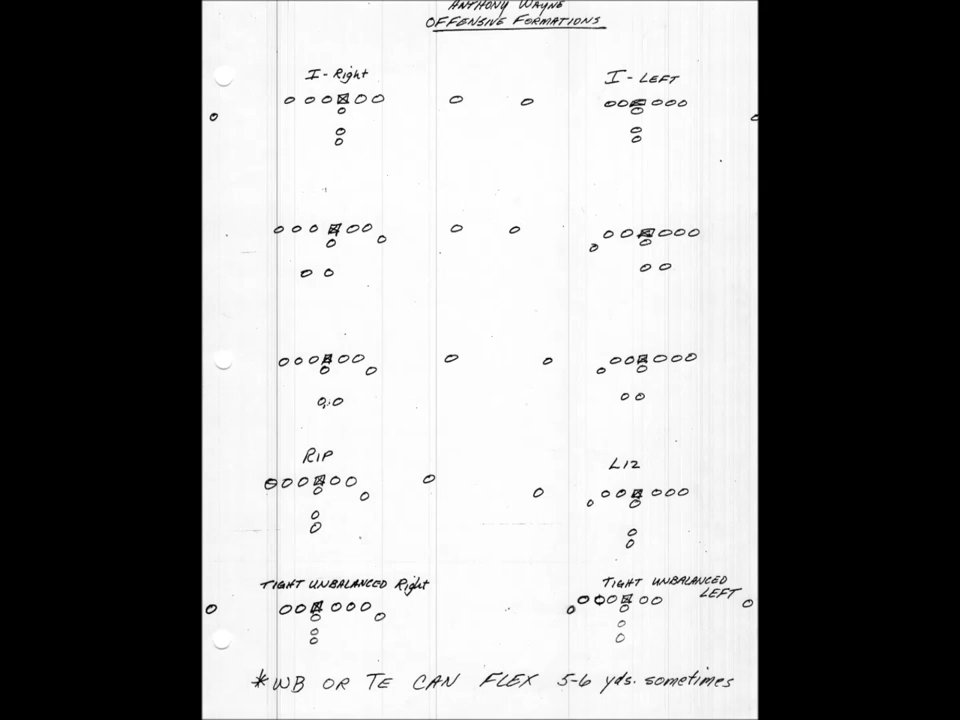 ANTHONY WAYNE
OFFENSIVE FORMATIONS
I - Right
I - LEFT
RIP
LIZ
TIGHT UNBALANCED Right
TIGHT UNBALANCED
LEFT
* WB OR TE CAN FLEX 5-6 yds. sometimes